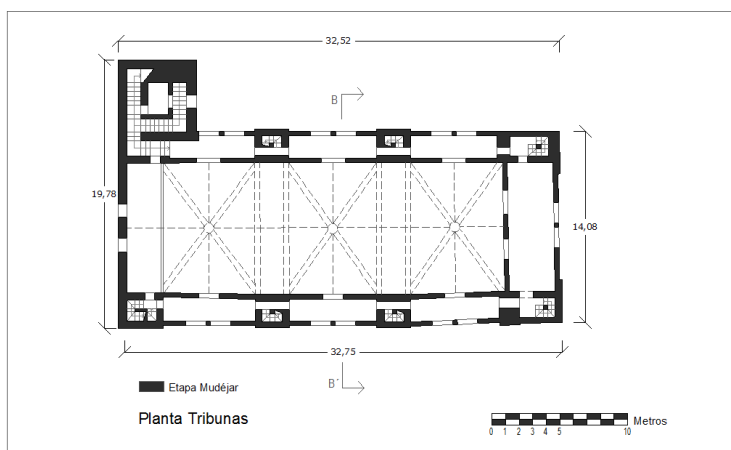 32,52
B
19,78
14,08
32,75
B'
Etapa Mudéjar
Planta Tribunas
Metros
0 1 2 3 4 5 10